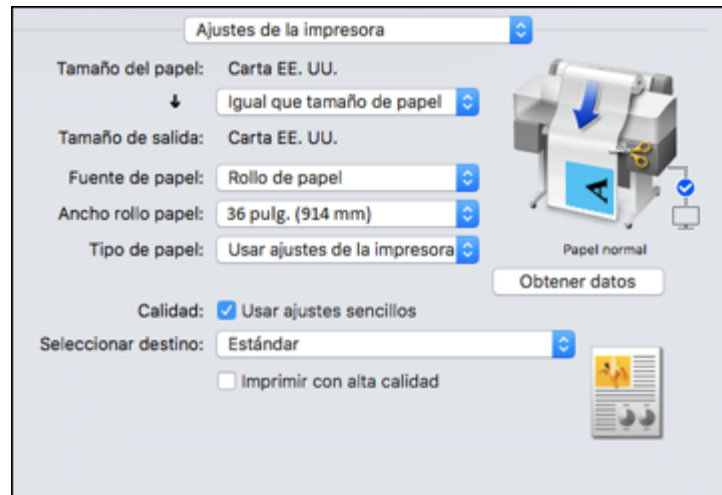 Ajustes de la impresora
Tamaño del papel: Carta EE. UU.
Igual que tamaño de papel
Tamaño de salida: Carta EE. UU.
Fuente de papel: Rollo de papel
Ancho rollo papel: 36 pulg. (914 mm)
Tipo de papel: Usar ajustes de la impresora
Papel normal
Obtener datos
Calidad: Usar ajustes sencillos
Seleccionar destino: Estándar
Imprimir con alta calidad
A